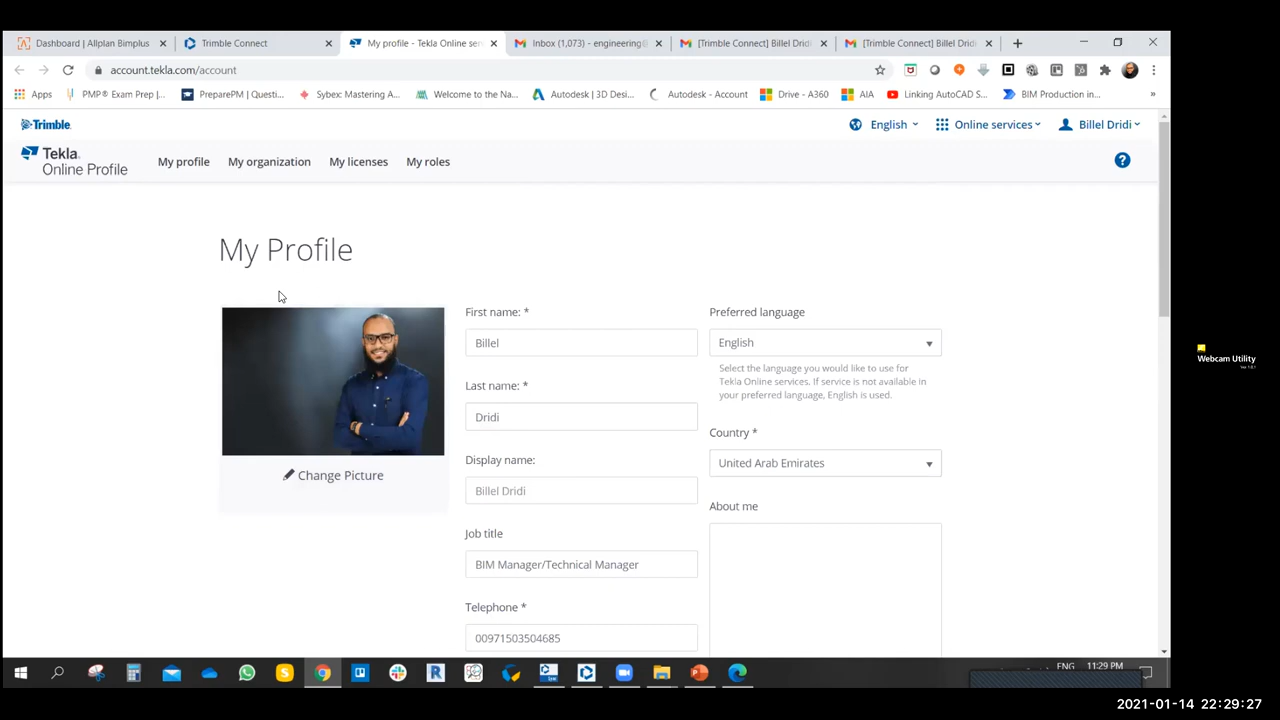 Dashboard | Allplan Bimplus
Trimble Connect
My profile - Tekla Online ser
Inbox (1,073) - engineering@
[Trimble Connect] Billel Dridi
[Trimble Connect] Billel Dridi
account.tekla.com/account
Apps
PMP® Exam Prep |...
PreparePM | Questi...
Sybex: Mastering A...
Welcome to the Na...
Autodesk | 3D Desi...
Autodesk - Account
Drive - A360
AIA
Linking AutoCAD S...
BIM Production in...
»
Trimble
English
Online services
Billel Dridi
Tekla
Online Profile
My profile
My organization
My licenses
My roles
?
My Profile
Change Picture
First name: *
Billel
Last name: *
Dridi
Display name:
Billel Dridi
Job title
BIM Manager/Technical Manager
Telephone *
00971503504685
Preferred language
English
Select the language you would like to use for
Tekla Online services. If service is not available in
your preferred language, English is used.
Country *
United Arab Emirates
About me
Webcam Utility
ENG
11:29 PM
2021-01-14 22:29:27